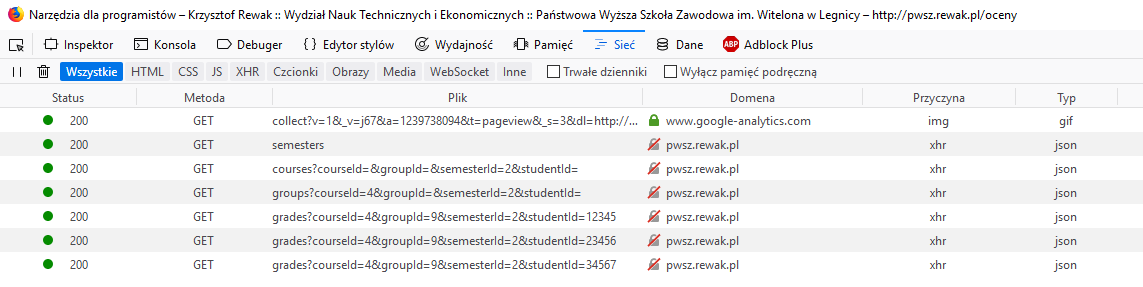 Narzędzia dla programistów – Krzysztof Rewak :: Wydział Nauk Technicznych i Ekonomicznych :: Państwowa Wyższa Szkoła Zawodowa im. Witelona w Legnicy – http://pwsz.rewak.pl/oceny
Inspektor Konsola Debuger Edytor stylów Wydajność Pamięć Sieć Dane ABP Adblock Plus
Wszystkie HTML CSS JS XHR Czcionki Obrazy Media WebSocket Inne Trwałe dzienniki Wyłącz pamięć podręczną
Status Metoda Plik Domena Przyczyna Typ
200 GET collect?v=1&_v=j67&a=1239738094&t=pageview&_s=3&dl=http://... www.google-analytics.com img gif
200 GET semesters pwsz.rewak.pl xhr json
200 GET courses?courseId=&groupId=&semesterId=2&studentId= pwsz.rewak.pl xhr json
200 GET groups?courseId=4&groupId=&semesterId=2&studentId= pwsz.rewak.pl xhr json
200 GET grades?courseId=4&groupId=9&semesterId=2&studentId=12345 pwsz.rewak.pl xhr json
200 GET grades?courseId=4&groupId=9&semesterId=2&studentId=23456 pwsz.rewak.pl xhr json
200 GET grades?courseId=4&groupId=9&semesterId=2&studentId=34567 pwsz.rewak.pl xhr json